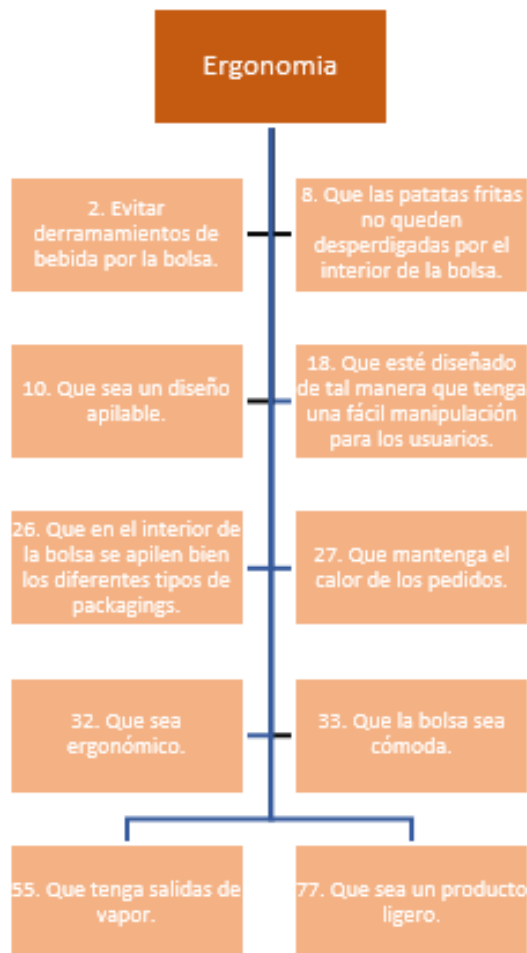 Ergonomia
2. Evitar
derramamientos de
bebida por la bolsa.
8. Que las patatas fritas
no queden
desperdigadas por el
interior de la bolsa.
10. Que sea un diseño
apilable.
18. Que esté diseñado
de tal manera que tenga
una fácil manipulación
para los usuarios.
26. Que en el interior de
la bolsa se apilen bien
los diferentes tipos de
packagings.
27. Que mantenga el
calor de los pedidos.
32. Que sea
ergonómico.
33. Que la bolsa sea
cómoda.
55. Que tenga salidas de
vapor.
77. Que sea un producto
ligero.